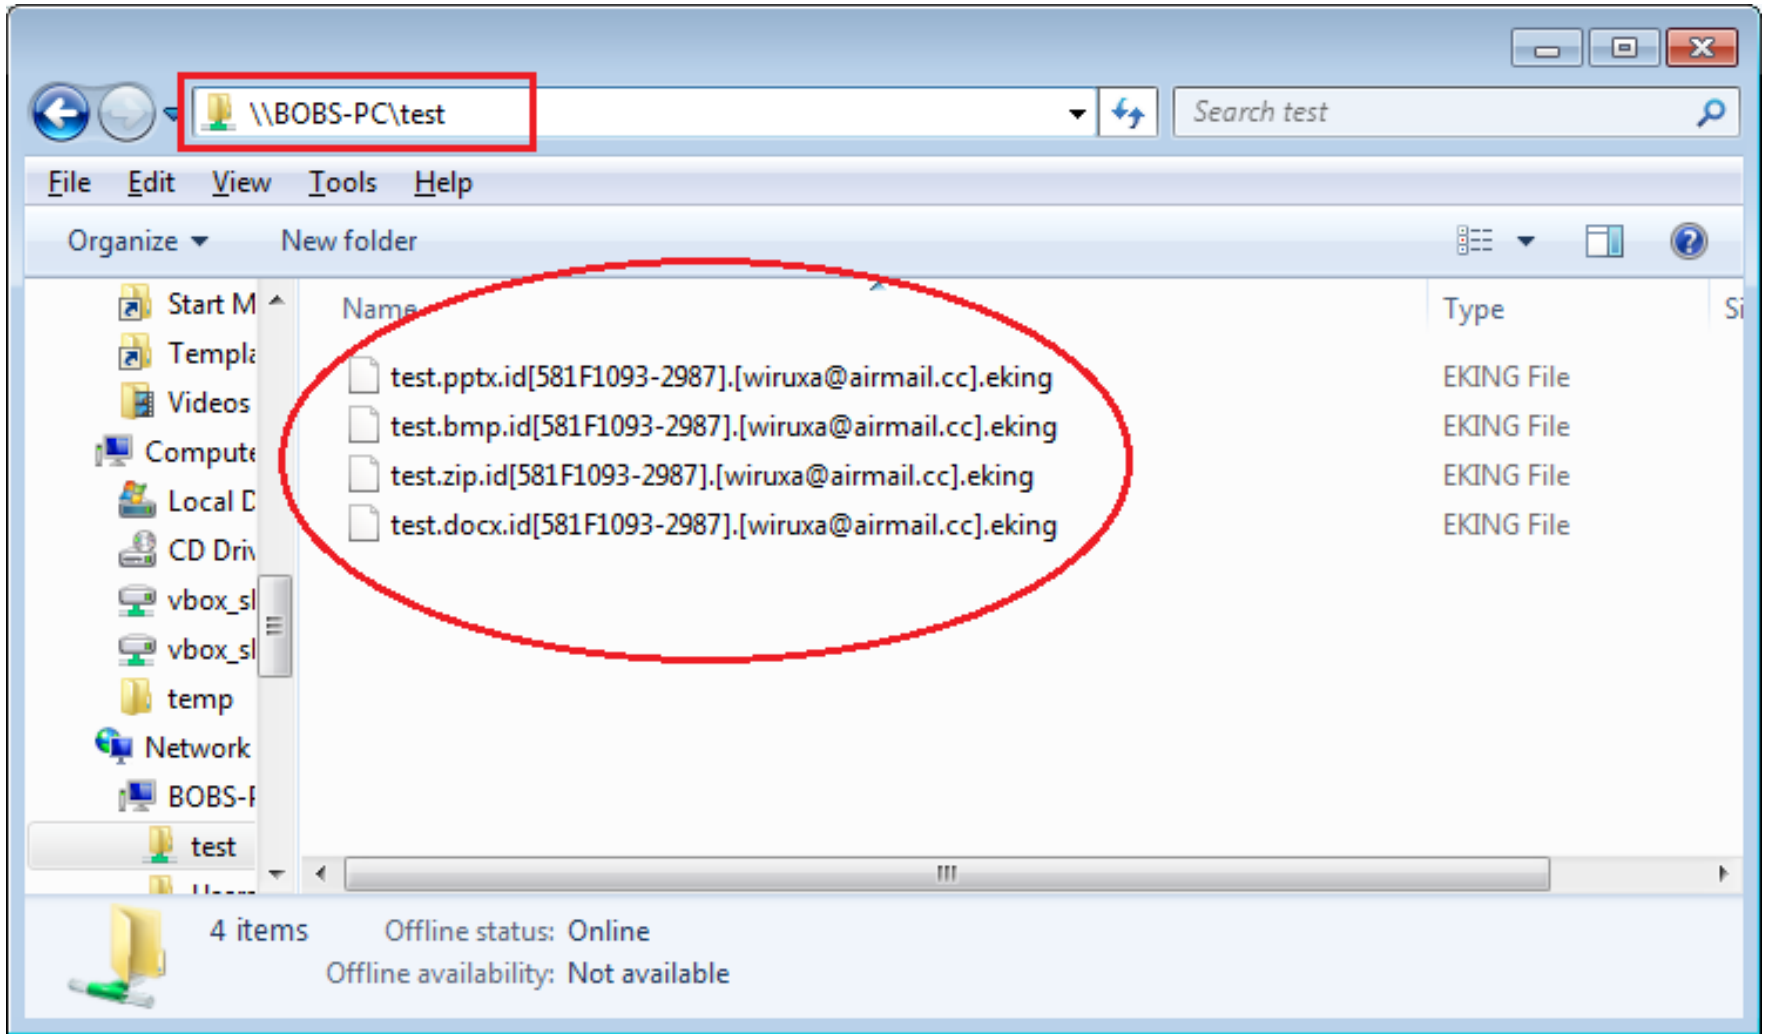 \\BOBS-PC\test
Search test
File Edit View Tools Help
Organize New folder
Name Type
test.pptx.id[581F1093-2987].[wiruxa@airmail.cc].eking EKING File
test.bmp.id[581F1093-2987].[wiruxa@airmail.cc].eking EKING File
test.zip.id[581F1093-2987].[wiruxa@airmail.cc].eking EKING File
test.docx.id[581F1093-2987].[wiruxa@airmail.cc].eking EKING File
Start M
Templa
Videos
Compute
Local D
CD Driv
vbox_sl
vbox_sl
temp
Network
BOBS-P
test
4 items Offline status: Online
Offline availability: Not available